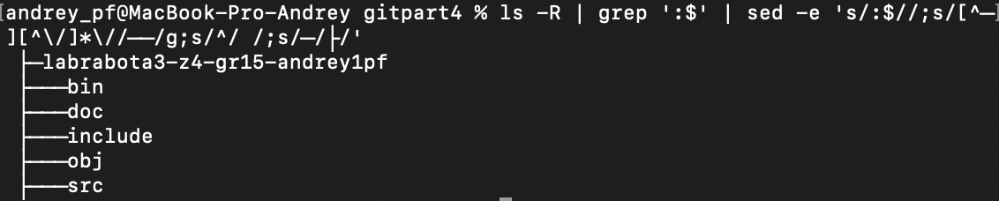 [andrey_pf@MacBook-Pro-Andrey gitpart4 % ls -R | grep ':$' | sed -e 's/:$//;s/[^—]
][^\/]*\//——/g;s/^/ /;s/—/├/'
├—labrabota3-z4-gr15-andrey1pf
├———bin
├———doc
├———include
├———obj
├———src